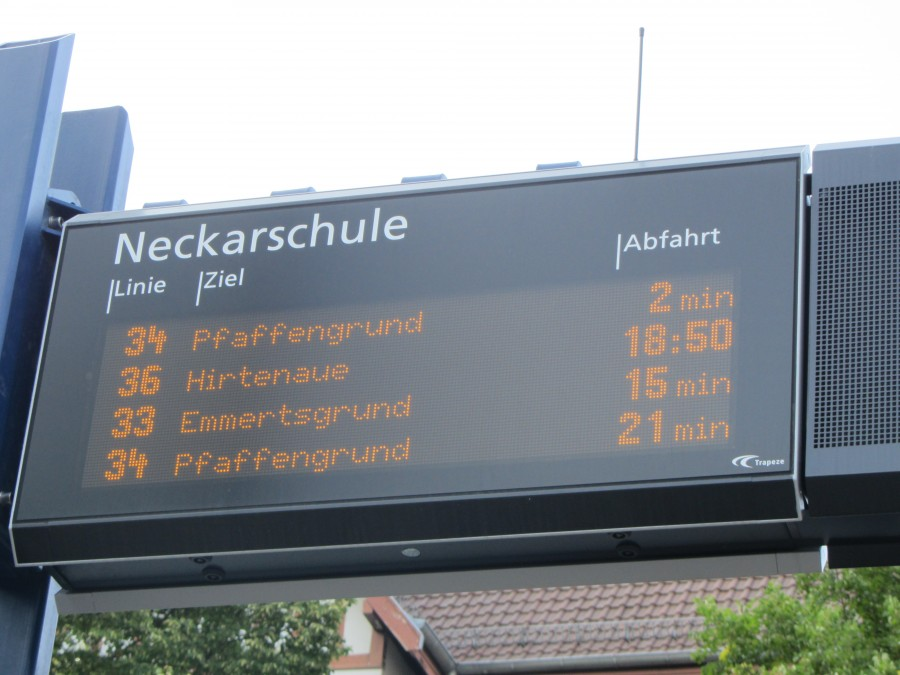 Neckarschule
Linie Ziel Abfahrt
34 Pfaffengrund 2 min
36 Hirtenaue 18:50
33 Emmertsgrund 15 min
34 Pfaffengrund 21 min
Trapeze